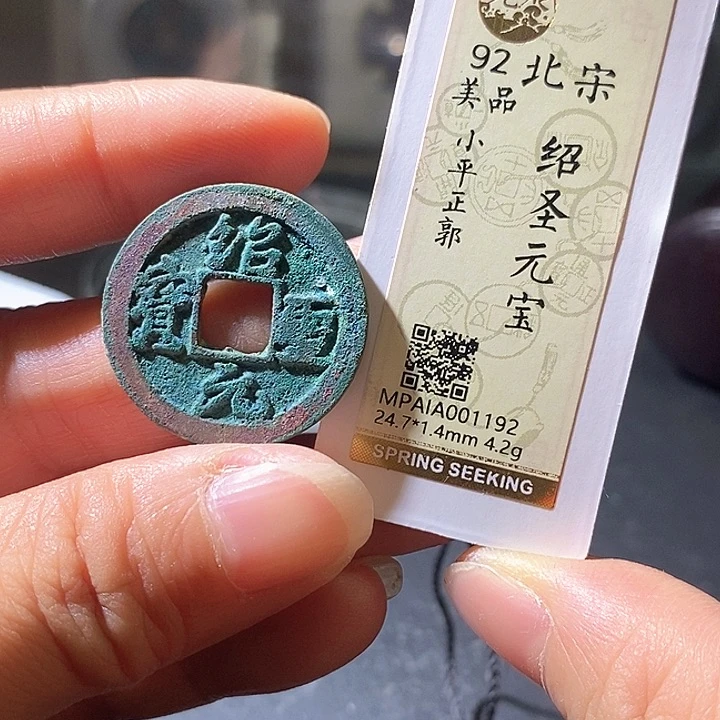 紹聖元寶
北宋
绍圣元宝
92
美品
小平正郭
MPAIA001192
24.7*1.4mm 4.2g
SPRING SEEKING